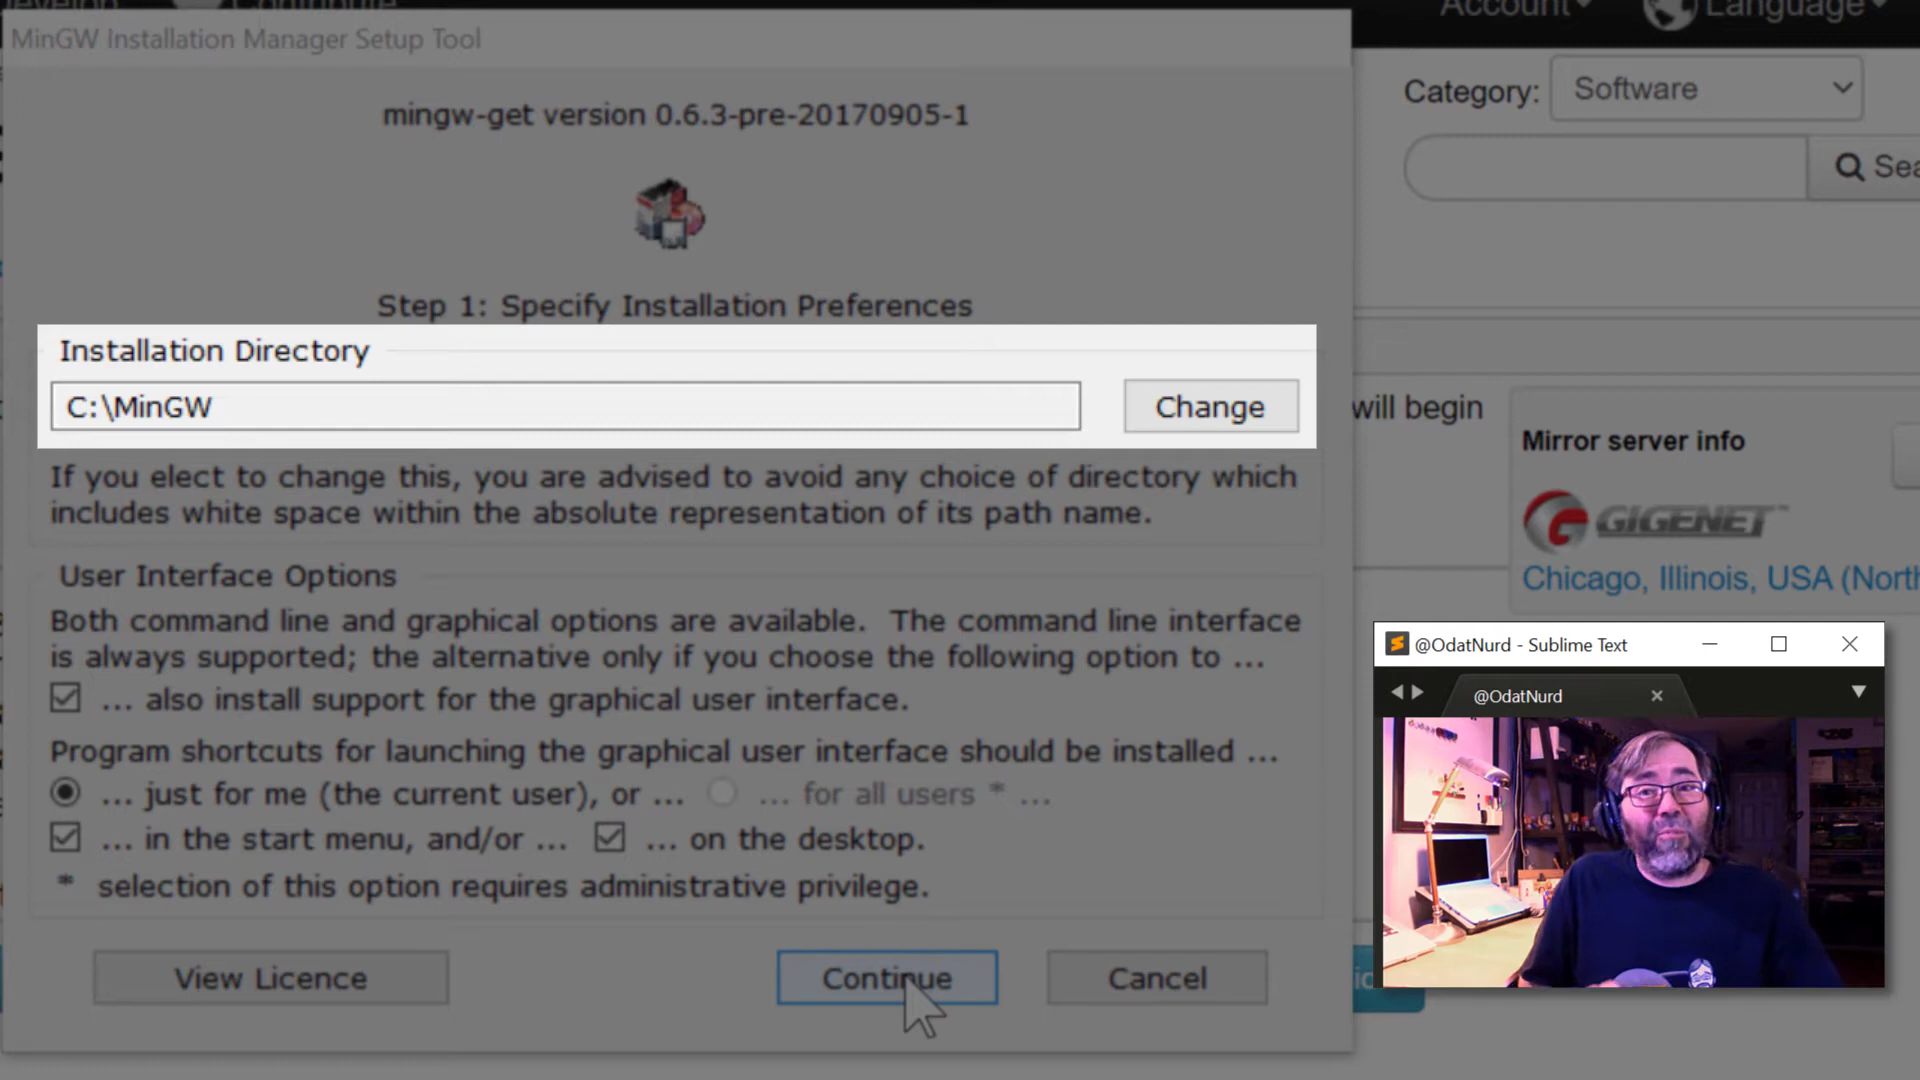 Contribute
Account
Language
MinGW Installation Manager Setup Tool
Category:
Software
mingw-get version 0.6.3-pre-20170905-1
Step 1: Specify Installation Preferences
Installation Directory
C:\MinGW
Change
will begin
Mirror server info
If you elect to change this, you are advised to avoid any choice of directory which
includes white space within the absolute representation of its path name.
GIGENET
Chicago, Illinois, USA (North
User Interface Options
Both command line and graphical options are available. The command line interface
is always supported; the alternative only if you choose the following option to ...
... also install support for the graphical user interface.
@OdatNurd - Sublime Text
@OdatNurd
Program shortcuts for launching the graphical user interface should be installed ...
... just for me (the current user), or ... ... for all users * ...
... in the start menu, and/or ... ... on the desktop.
* selection of this option requires administrative privilege.
View Licence
Continue
Cancel